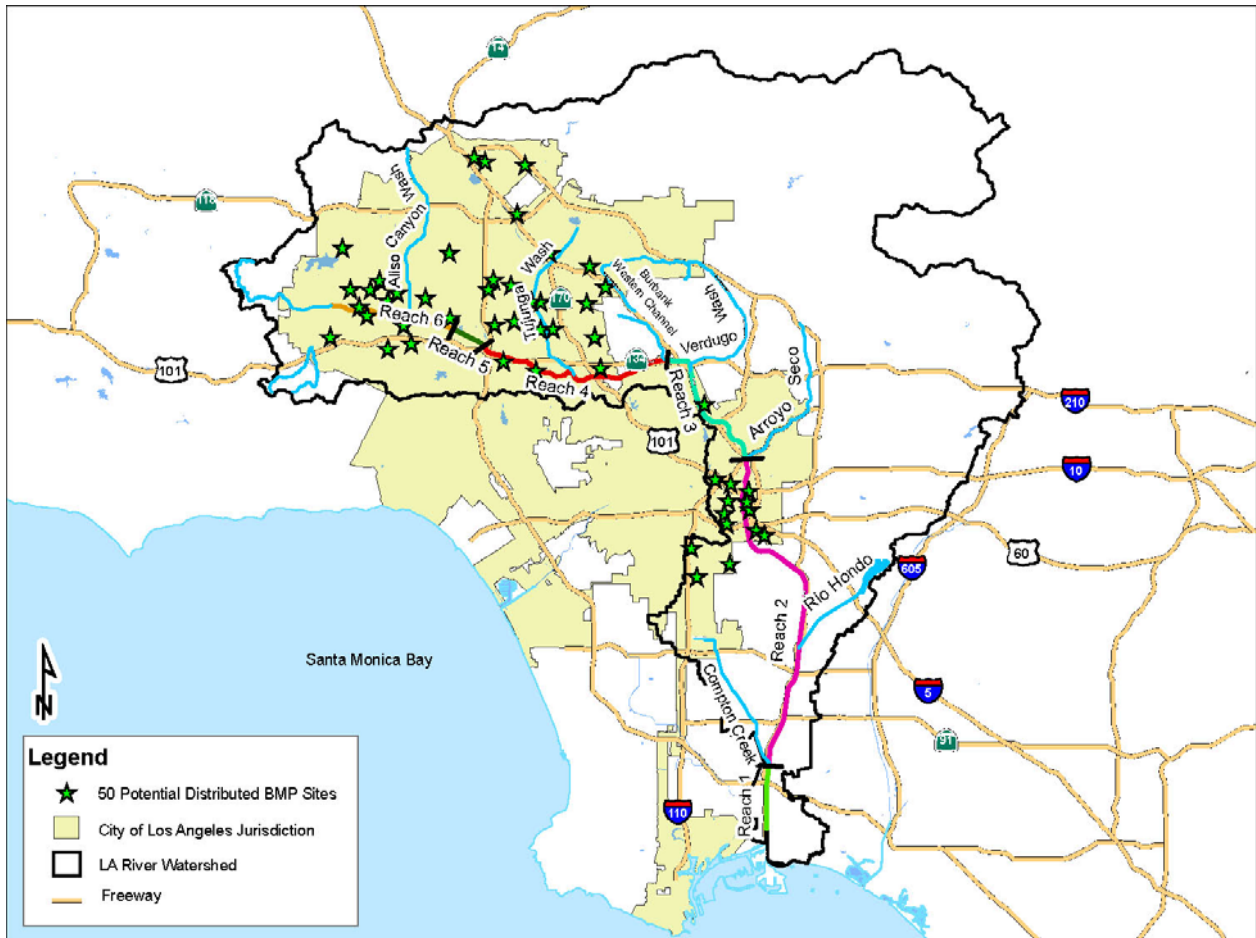 14
118
Aliso Canyon Wash
Tujunga Wash
170
Burbank
Western Channel
Verdugo Wash
134
Reach 6
Reach 5
Reach 4
Reach 3
101
101
Arroyo Seco
210
10
60
605
Rio Hondo
Reach 2
Santa Monica Bay
Compton Creek
5
91
Reach 1
110
N
Legend
50 Potential Distributed BMP Sites
City of Los Angeles Jurisdiction
LA River Watershed
Freeway